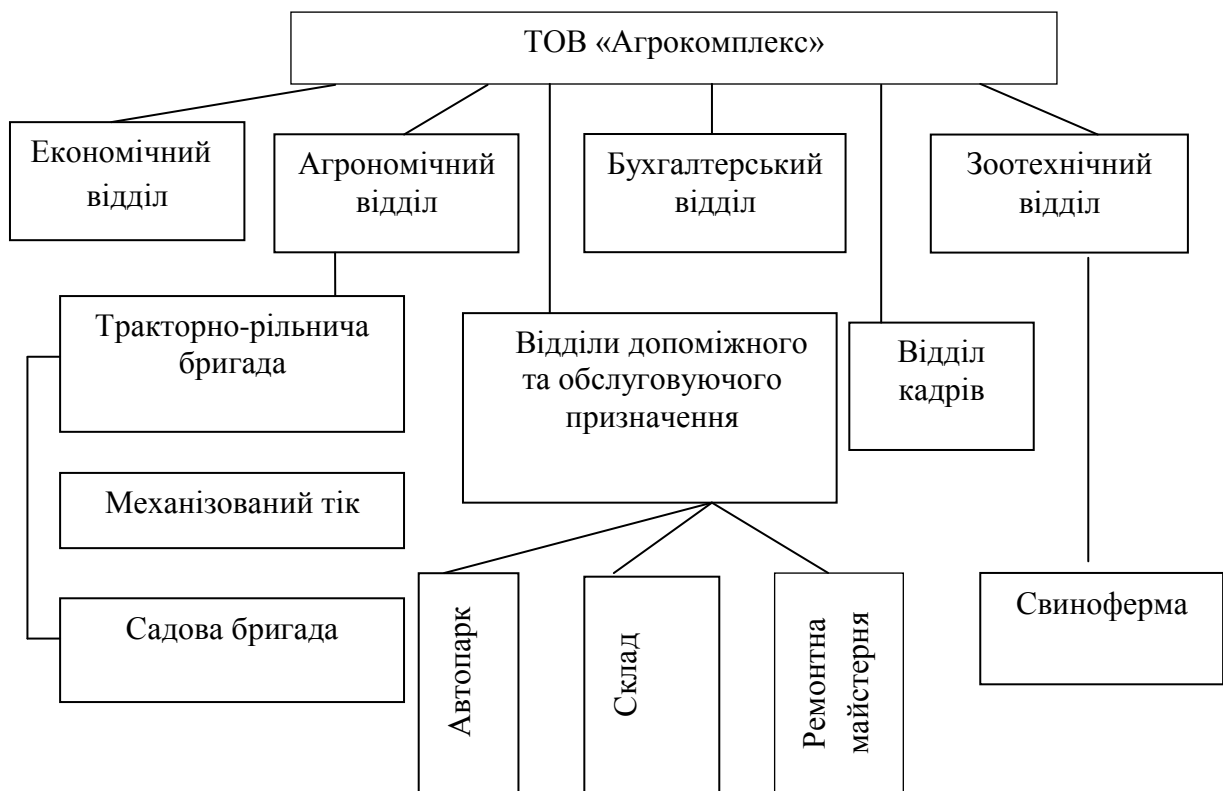 ТОВ «Агрокомплекс»
Економічний
відділ
Агрономічний
відділ
Бухгалтерський
відділ
Зоотехнічний
відділ
Тракторно-рільнича
бригада
Відділи допоміжного
та обслуговуючого
призначення
Відділ
кадрів
Механізований тік
Садова бригада
Автопарк
Склад
Ремонтна
майстерня
Свиноферма